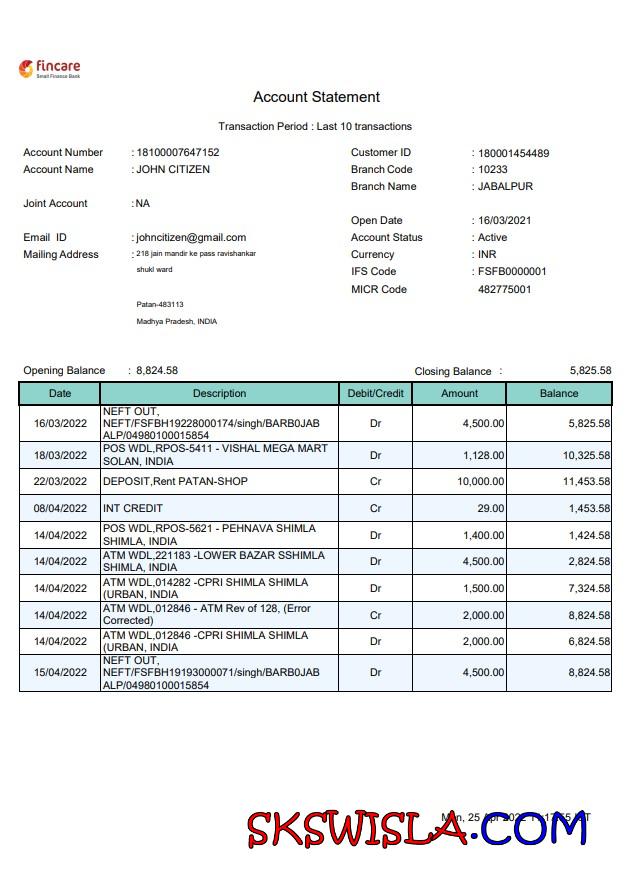 fincare
Small Finance Bank
Account Statement
Transaction Period : Last 10 transactions
Account Number : 18100007647152 Customer ID : 180001454489
Account Name : JOHN CITIZEN Branch Code : 10233
Branch Name : JABALPUR
Joint Account : NA
Open Date : 16/03/2021
Email ID : johncitizen@gmail.com Account Status : Active
Mailing Address : 218 jain mandir ke pass ravishankar Currency : INR
shukl ward IFS Code : FSFB0000001
MICR Code 482775001
Patan-483113
Madhya Pradesh, INDIA
Opening Balance : 8,824.58 Closing Balance : 5,825.58
Date Description Debit/Credit Amount Balance
NEFT OUT,
16/03/2022 NEFT/FSFBH19228000174/singh/BARB0JAB Dr 4,500.00 5,825.58
ALP/04980100015854
18/03/2022 POS WDL,RPOS-5411 - VISHAL MEGA MART Dr 1,128.00 10,325.58
SOLAN, INDIA
22/03/2022 DEPOSIT,Rent PATAN-SHOP Cr 10,000.00 11,453.58
08/04/2022 INT CREDIT Cr 29.00 1,453.58
14/04/2022 POS WDL,RPOS-5621 - PEHNAVA SHIMLA Dr 1,400.00 1,424.58
SHIMLA, INDIA
14/04/2022 ATM WDL,221183 -LOWER BAZAR SSHIMLA Dr 4,500.00 2,824.58
SHIMLA, INDIA
14/04/2022 ATM WDL,014282 -CPRI SHIMLA SHIMLA Dr 1,500.00 7,324.58
(URBAN, INDIA
14/04/2022 ATM WDL,012846 - ATM Rev of 128, (Error Cr 2,000.00 8,824.58
Corrected)
14/04/2022 ATM WDL,012846 -CPRI SHIMLA SHIMLA Dr 2,000.00 6,824.58
(URBAN, INDIA
NEFT OUT,
15/04/2022 NEFT/FSFBH19193000071/singh/BARB0JAB Dr 4,500.00 8,824.58
ALP/04980100015854
Mon, 25 Apr 2022
SKSWISLA.COM